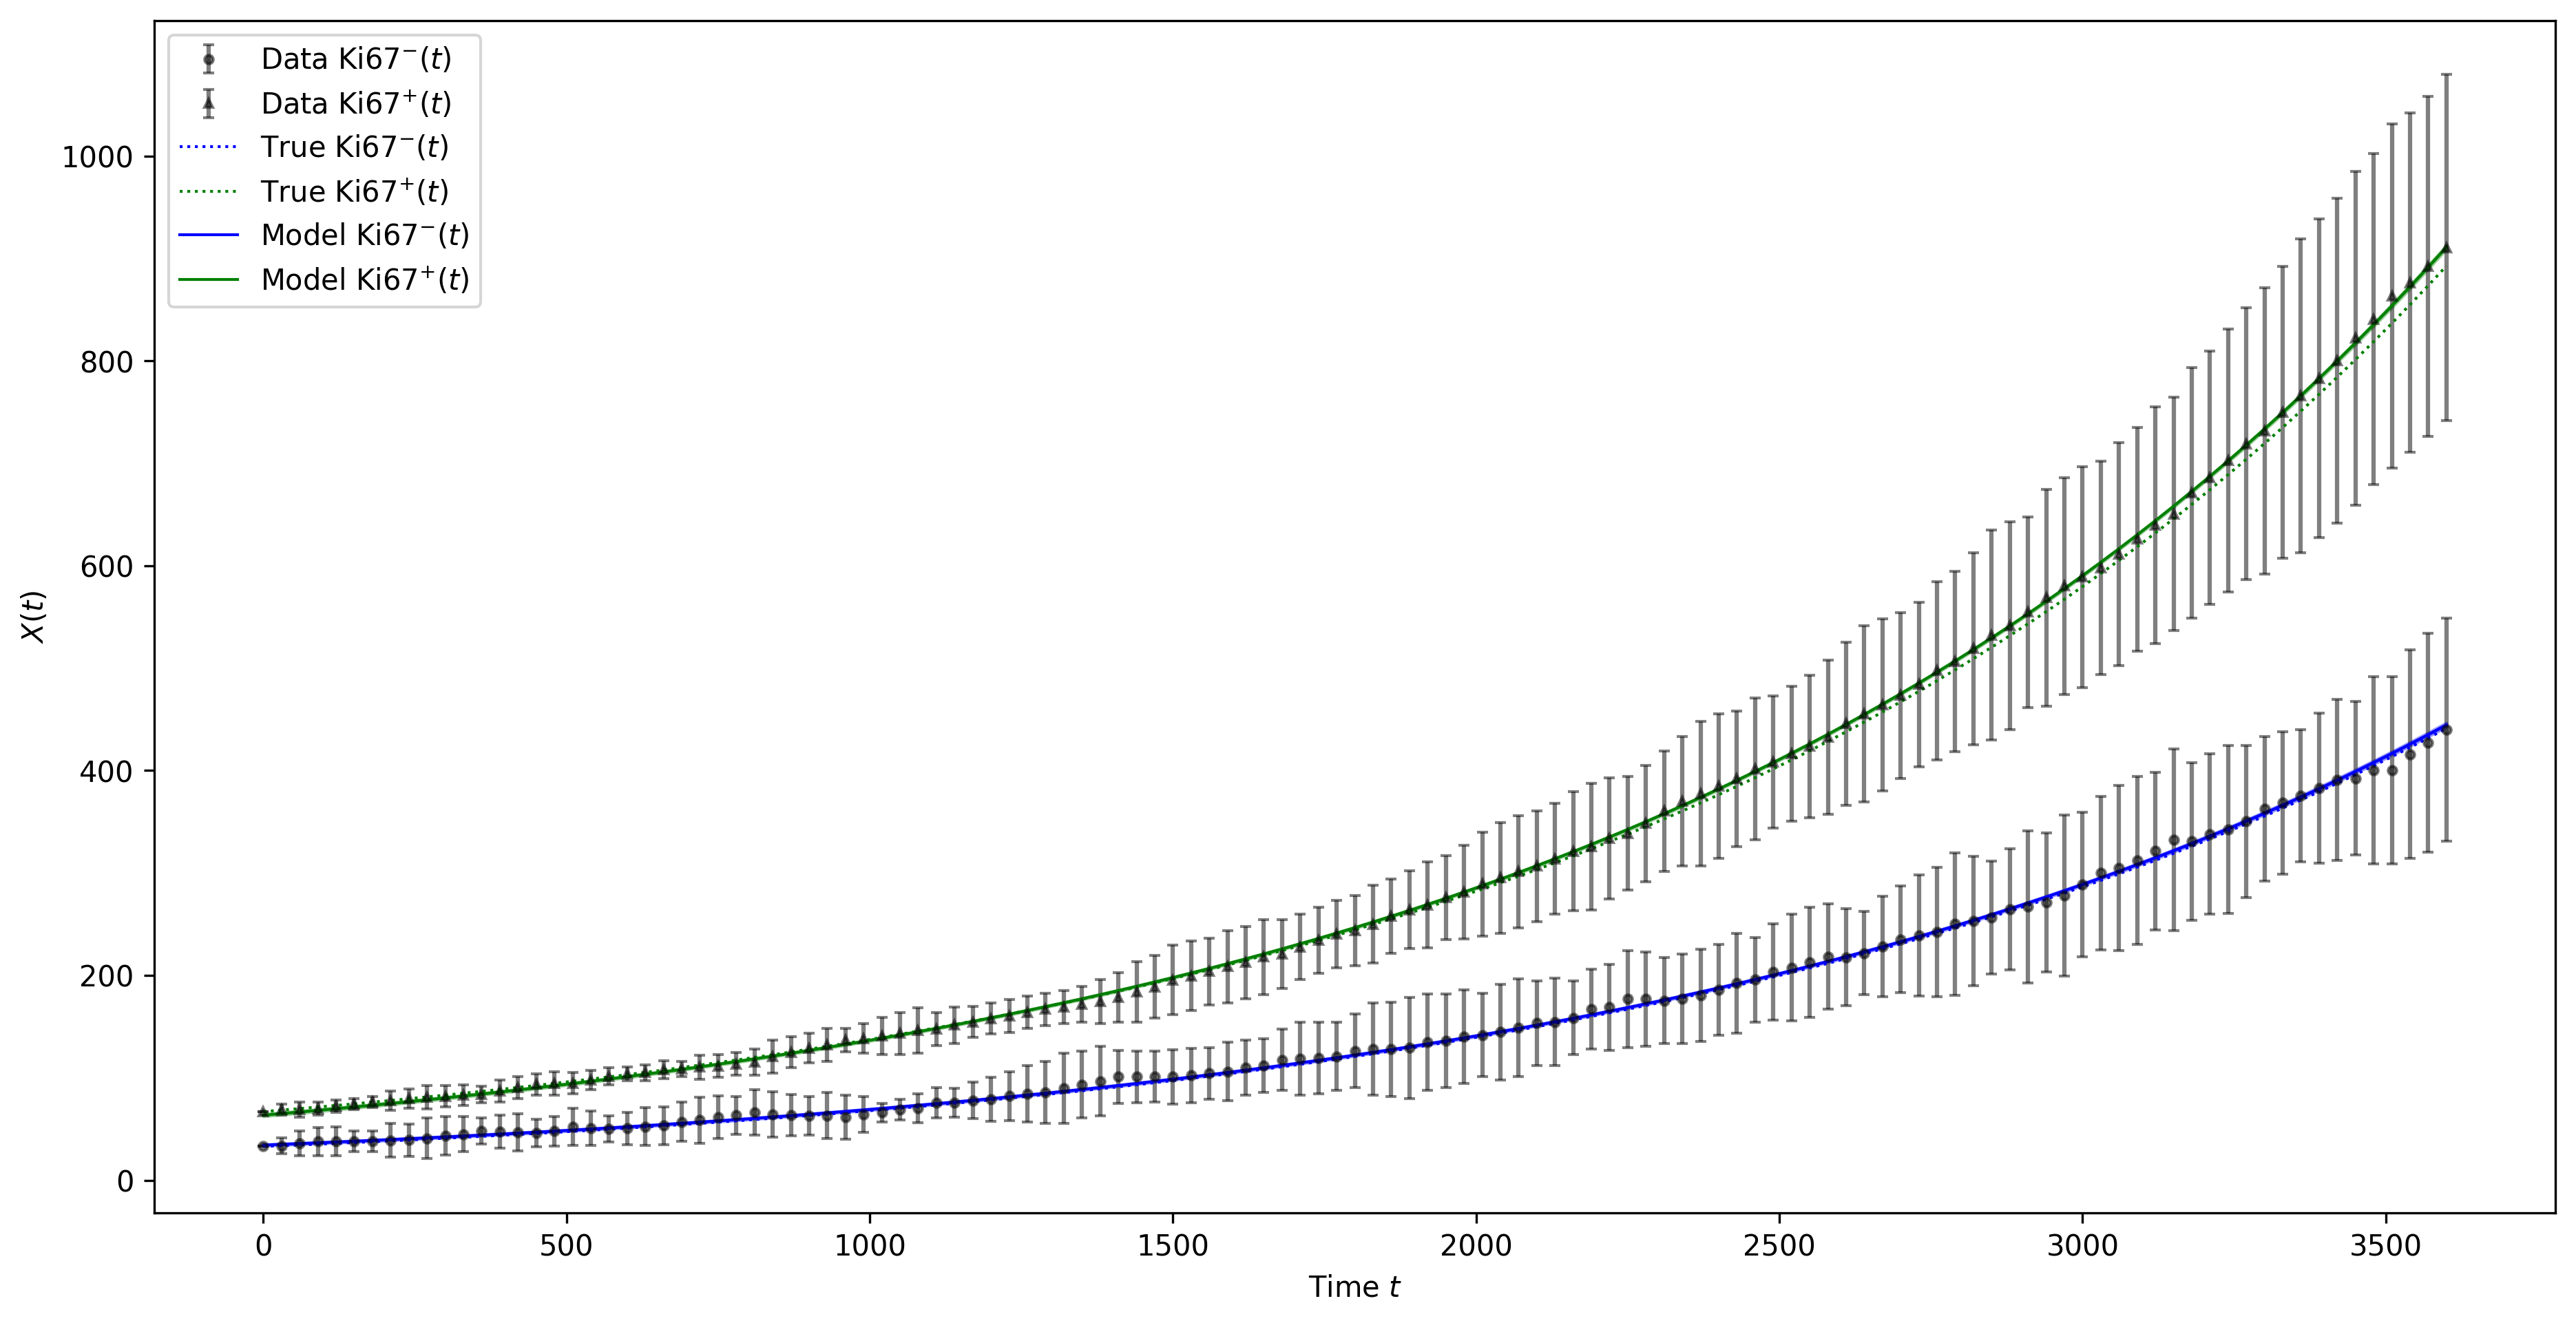 Data Ki67⁻(t)
Data Ki67⁺(t)
True Ki67⁻(t)
True Ki67⁺(t)
Model Ki67⁻(t)
Model Ki67⁺(t)
1000
800
600
400
200
0
X(t)
0 500 1000 1500 2000 2500 3000 3500
Time t